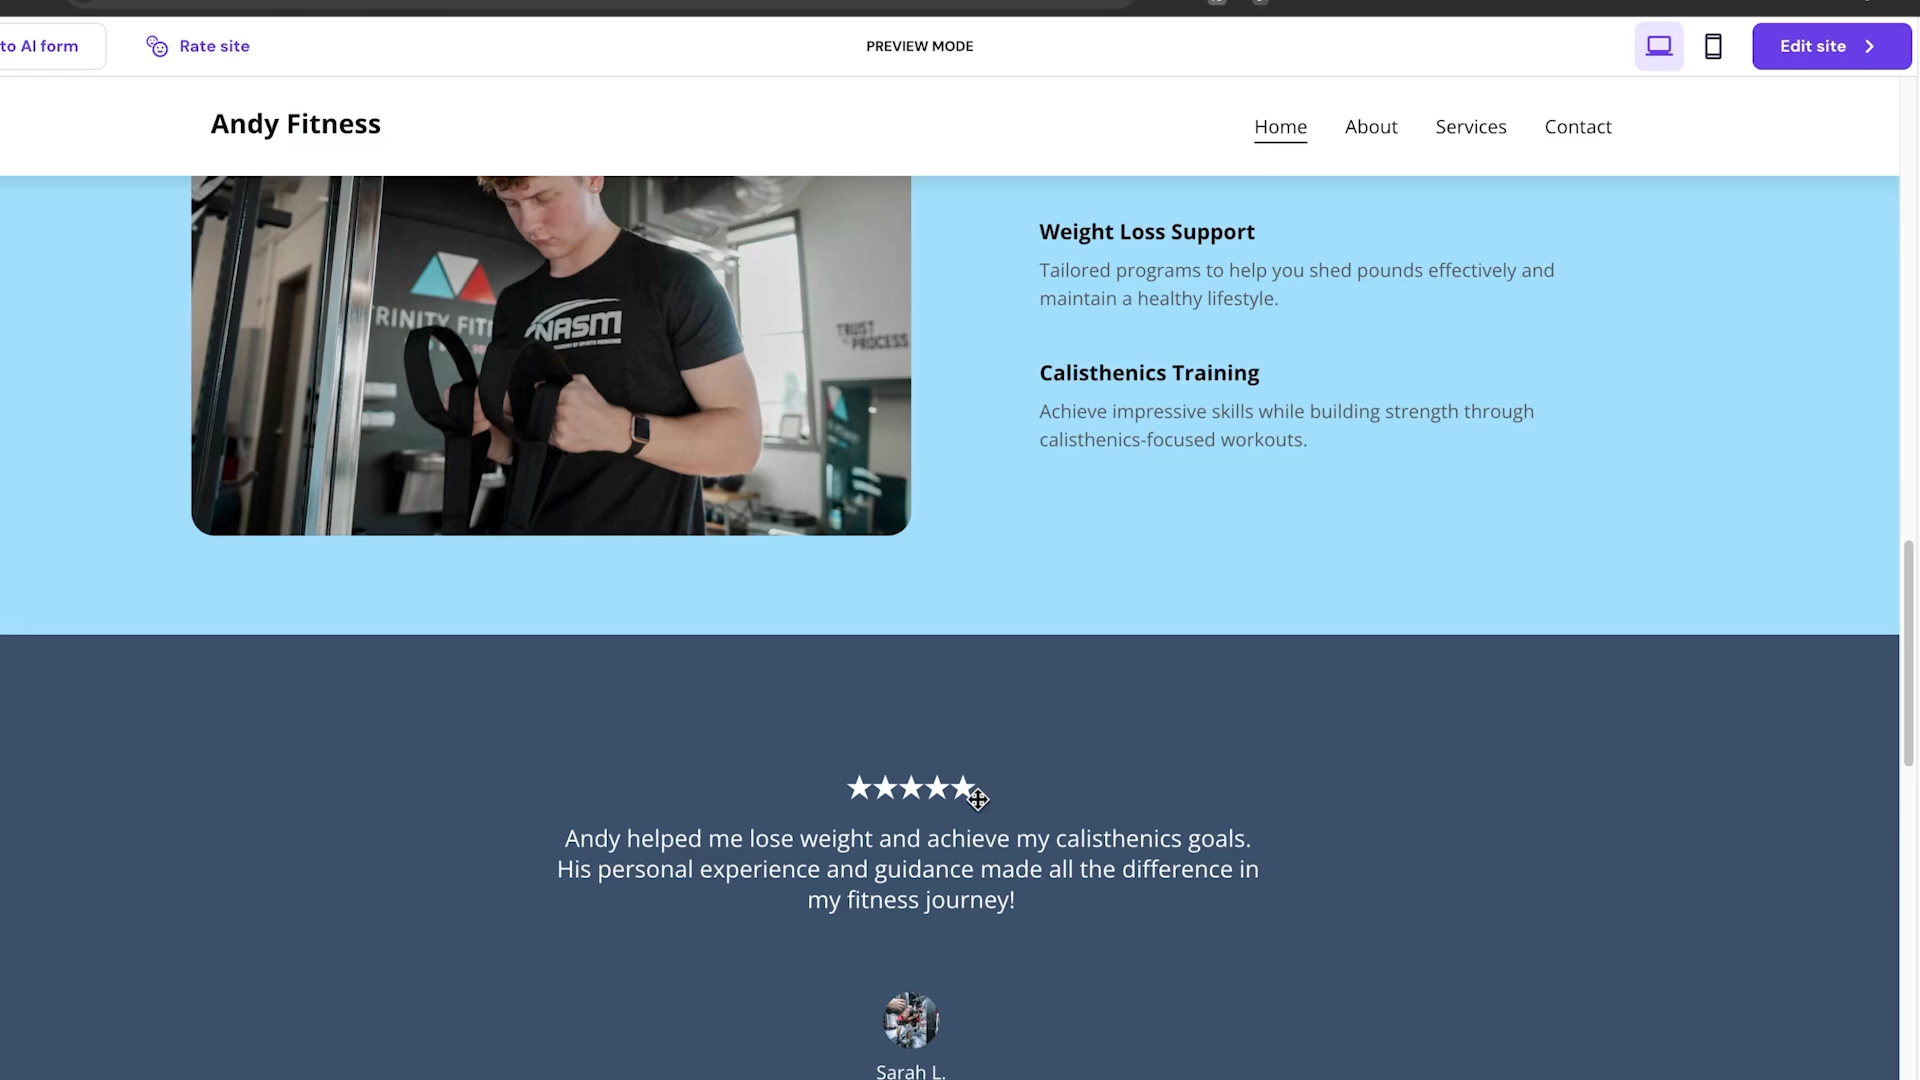 to AI form
Rate site
PREVIEW MODE
Edit site
Andy Fitness
Home
About
Services
Contact
TRINITY FIT
NASM
TRUST
PROCESS
Weight Loss Support
Tailored programs to help you shed pounds effectively and
maintain a healthy lifestyle.
Calisthenics Training
Achieve impressive skills while building strength through
calisthenics-focused workouts.
★★★★★
Andy helped me lose weight and achieve my calisthenics goals.
His personal experience and guidance made all the difference in
my fitness journey!
Sarah L.